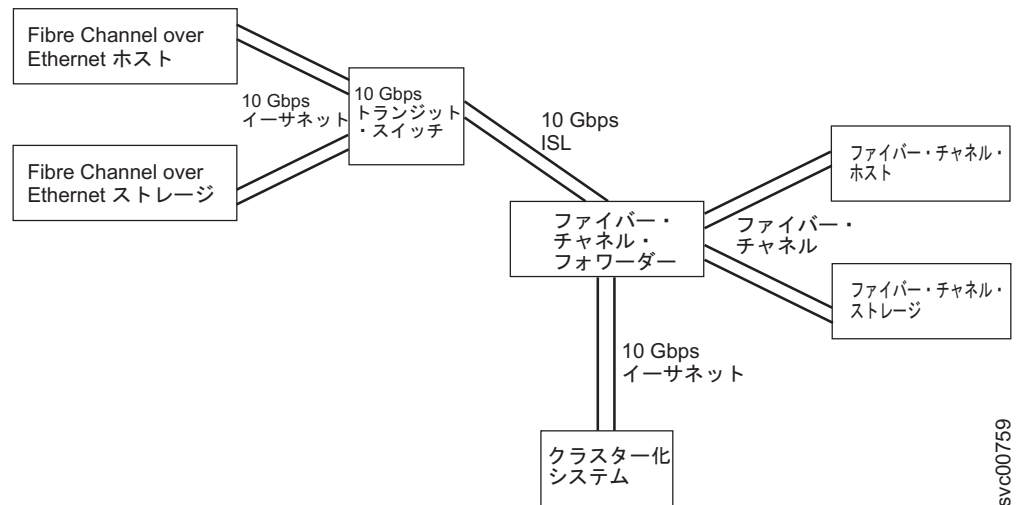 Fibre Channel over
Ethernet ホスト
10 Gbps
イーサネット
10 Gbps
トランジット
・スイッチ
Fibre Channel over
Ethernet ストレージ
10 Gbps
ISL
ファイバー・
チャネル・
フォワーダー
ファイバー・チャネル・
ホスト
ファイバー・
チャネル
ファイバー・チャネル・
ストレージ
10 Gbps
イーサネット
クラスター化
システム
svc00759